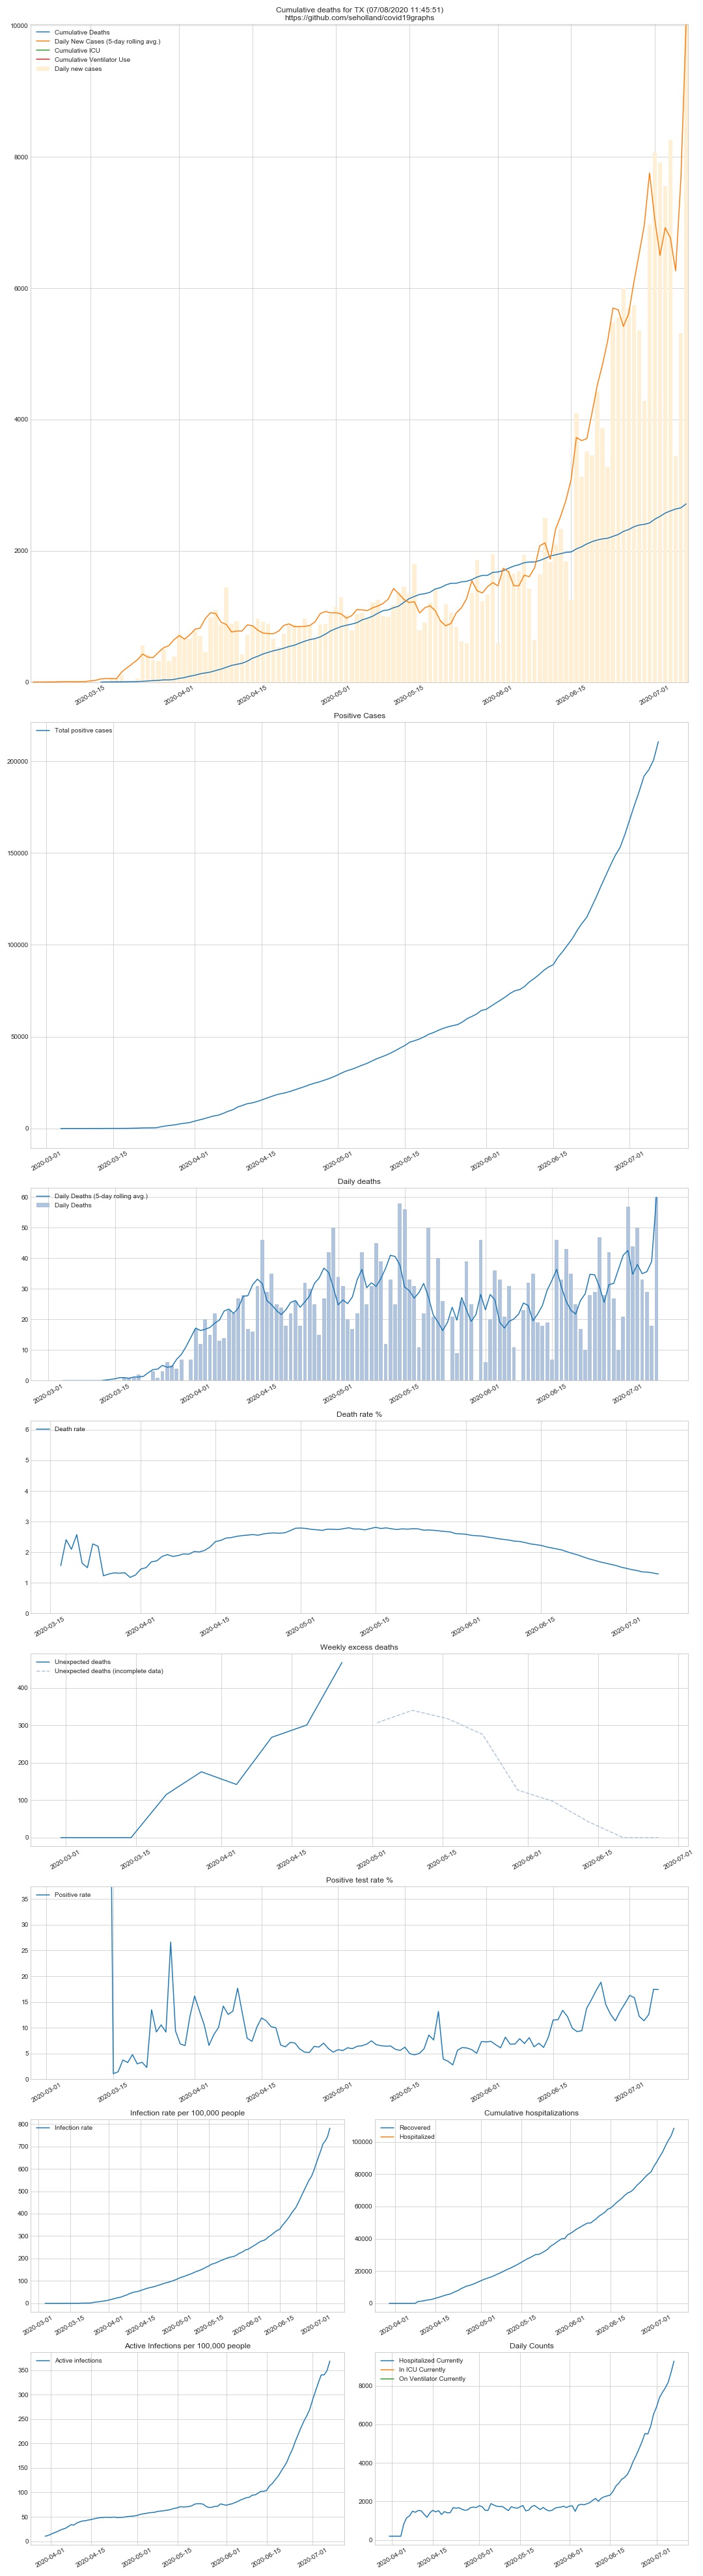 Cumulative deaths for TX (07/08/2020 11:45:51)
https://github.com/seholland/covid19graphs
Cumulative Deaths
Daily New Cases (5-day rolling avg.)
Cumulative ICU
Cumulative Ventilator Use
Daily new cases
10000
8000
6000
4000
2000
0
2020-03-15 2020-04-01 2020-04-15 2020-05-01 2020-05-15 2020-06-01 2020-06-15 2020-07-01
Positive Cases
Total positive cases
200000
150000
100000
50000
0
2020-03-01 2020-03-15 2020-04-01 2020-04-15 2020-05-01 2020-05-15 2020-06-01 2020-06-15 2020-07-01
Daily deaths
Daily Deaths (5-day rolling avg.)
Daily Deaths
60
50
40
30
20
10
0
2020-03-01 2020-03-15 2020-04-01 2020-04-15 2020-05-01 2020-05-15 2020-06-01 2020-06-15 2020-07-01
Death rate %
Death rate
6
5
4
3
2
1
0
2020-03-15 2020-04-01 2020-04-15 2020-05-01 2020-05-15 2020-06-01 2020-06-15 2020-07-01
Weekly excess deaths
Unexpected deaths
Unexpected deaths (incomplete data)
400
300
200
100
0
2020-03-01 2020-03-15 2020-04-01 2020-04-15 2020-05-01 2020-05-15 2020-06-01 2020-06-15 2020-07-01
Positive test rate %
Positive rate
35
30
25
20
15
10
5
0
2020-03-01 2020-03-15 2020-04-01 2020-04-15 2020-05-01 2020-05-15 2020-06-01 2020-06-15 2020-07-01
Infection rate per 100,000 people
Infection rate
800
700
600
500
400
300
200
100
0
2020-03-01 2020-03-15 2020-04-01 2020-04-15 2020-05-01 2020-05-15 2020-06-01 2020-06-15 2020-07-01
Cumulative hospitalizations
Recovered
Hospitalized
100000
80000
60000
40000
20000
0
2020-04-01 2020-04-15 2020-05-01 2020-05-15 2020-06-01 2020-06-15 2020-07-01
Active Infections per 100,000 people
Active infections
350
300
250
200
150
100
50
0
2020-04-01 2020-04-15 2020-05-01 2020-05-15 2020-06-01 2020-06-15 2020-07-01
Daily Counts
Hospitalized Currently
In ICU Currently
On Ventilator Currently
8000
6000
4000
2000
0
2020-04-01 2020-04-15 2020-05-01 2020-05-15 2020-06-01 2020-06-15 2020-07-01